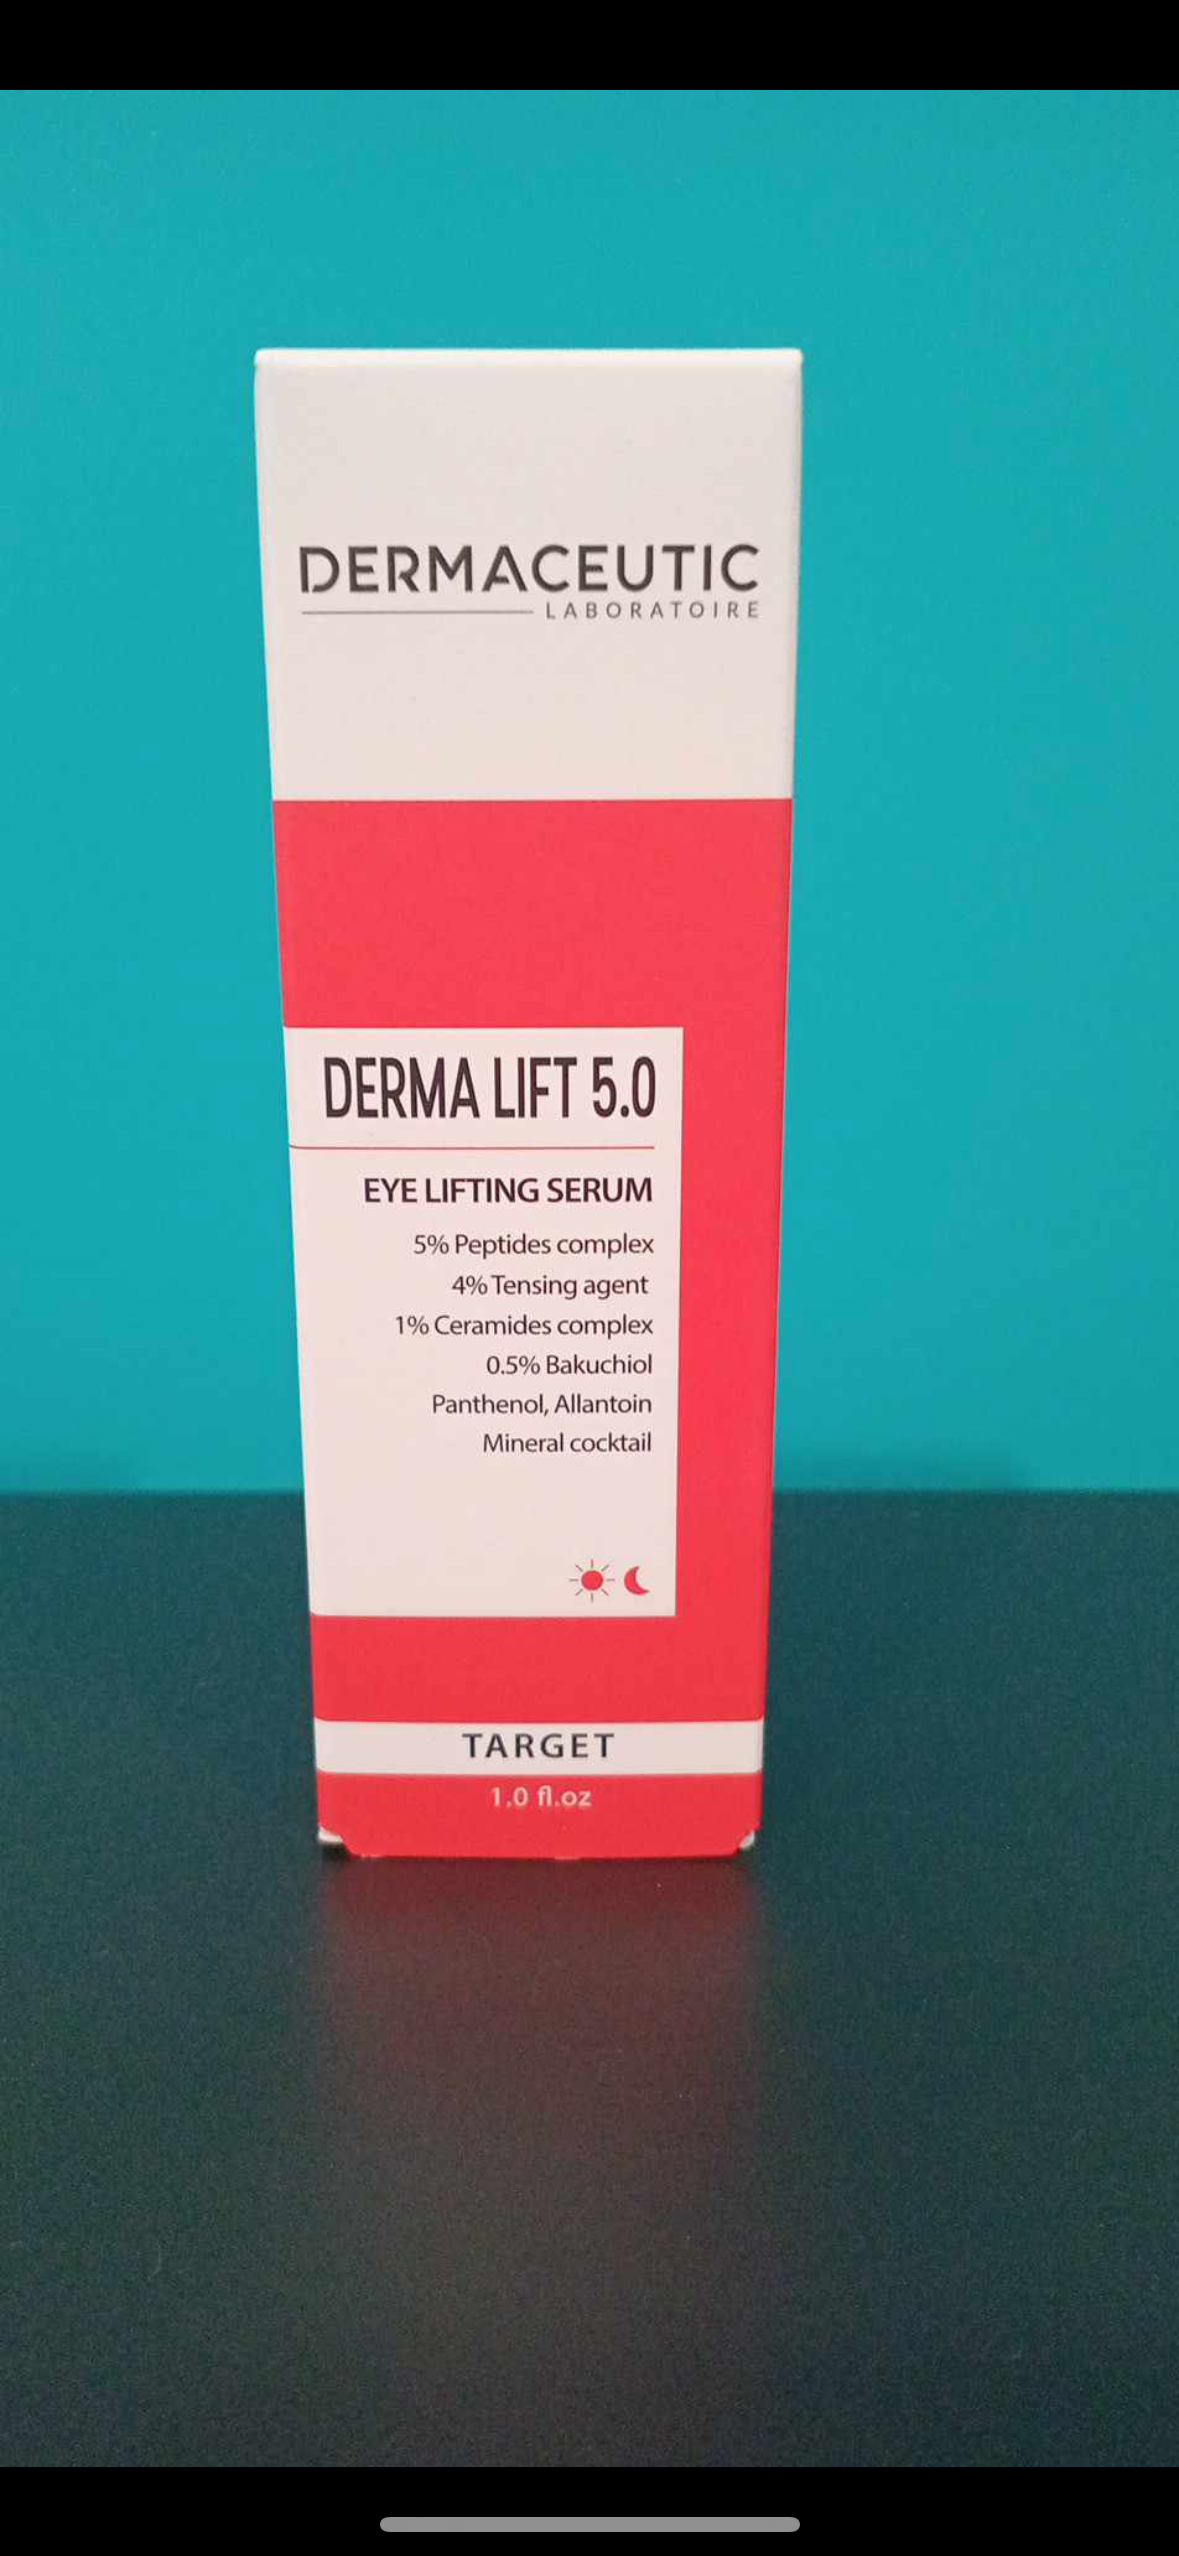 DERMACEUTIC
LABORATOIRE
DERMA LIFT 5.0
EYE LIFTING SERUM
5% Peptides complex
4% Tensing agent
1% Ceramides complex
0.5% Bakuchiol
Panthenol, Allantoin
Mineral cocktail
TARGET
1.0 fl.oz